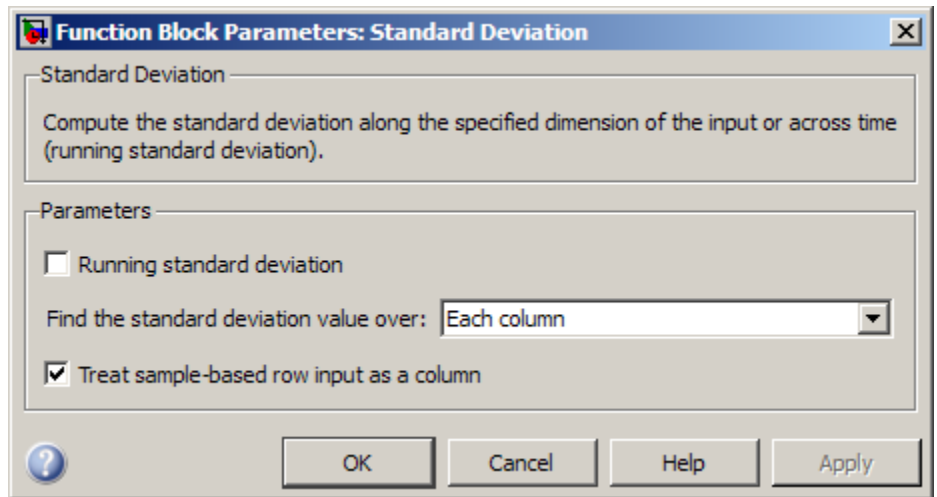 Function Block Parameters: Standard Deviation
Standard Deviation
Compute the standard deviation along the specified dimension of the input or across time
(running standard deviation).
Parameters
Running standard deviation
Find the standard deviation value over: Each column
Treat sample-based row input as a column
OK Cancel Help Apply